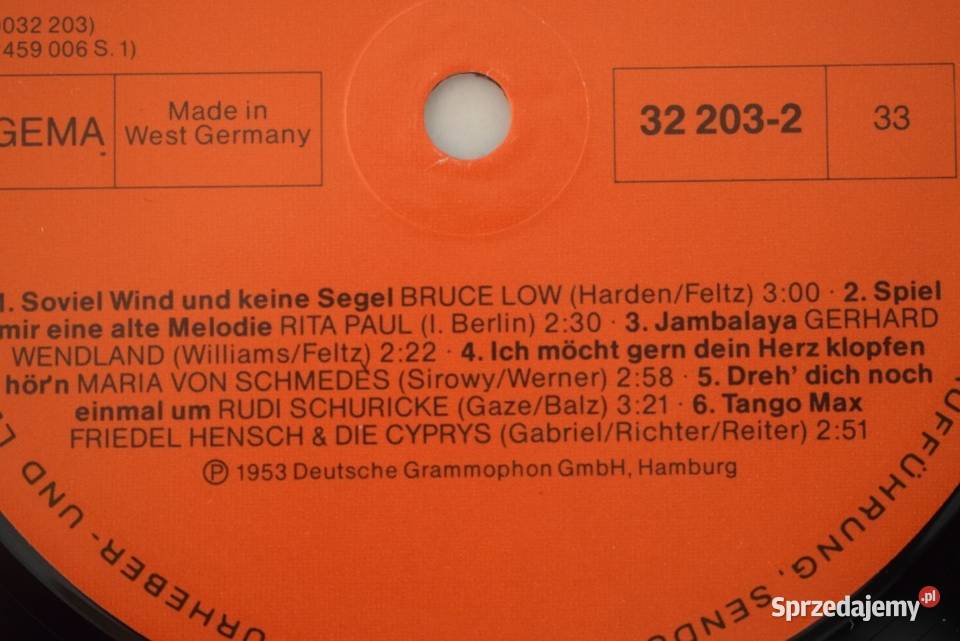 0032 203)
459 006 S. 1)
GEMA
Made in
West Germany
32 203-2
33
1. Soviel Wind und keine Segel BRUCE LOW (Harden/Feltz) 3:00 · 2. Spiel
mir eine alte Melodie RITA PAUL (I. Berlin) 2:30 · 3. Jambalaya GERHARD
WENDLAND (Williams/Feltz) 2:22 · 4. Ich möcht gern dein Herz klopfen
hör'n MARIA VON SCHMEDES (Sirowy/Werner) 2:58 · 5. Dreh' dich noch
einmal um RUDI SCHURICKE (Gaze/Balz) 3:21 · 6. Tango Max
FRIEDEL HENSCH & DIE CYPRYS (Gabriel/Richter/Reiter) 2:51
℗ 1953 Deutsche Grammophon GmbH, Hamburg
UFFÜHRUNG, SENDU
URHEBER- UND
Sprzedajemy.pl